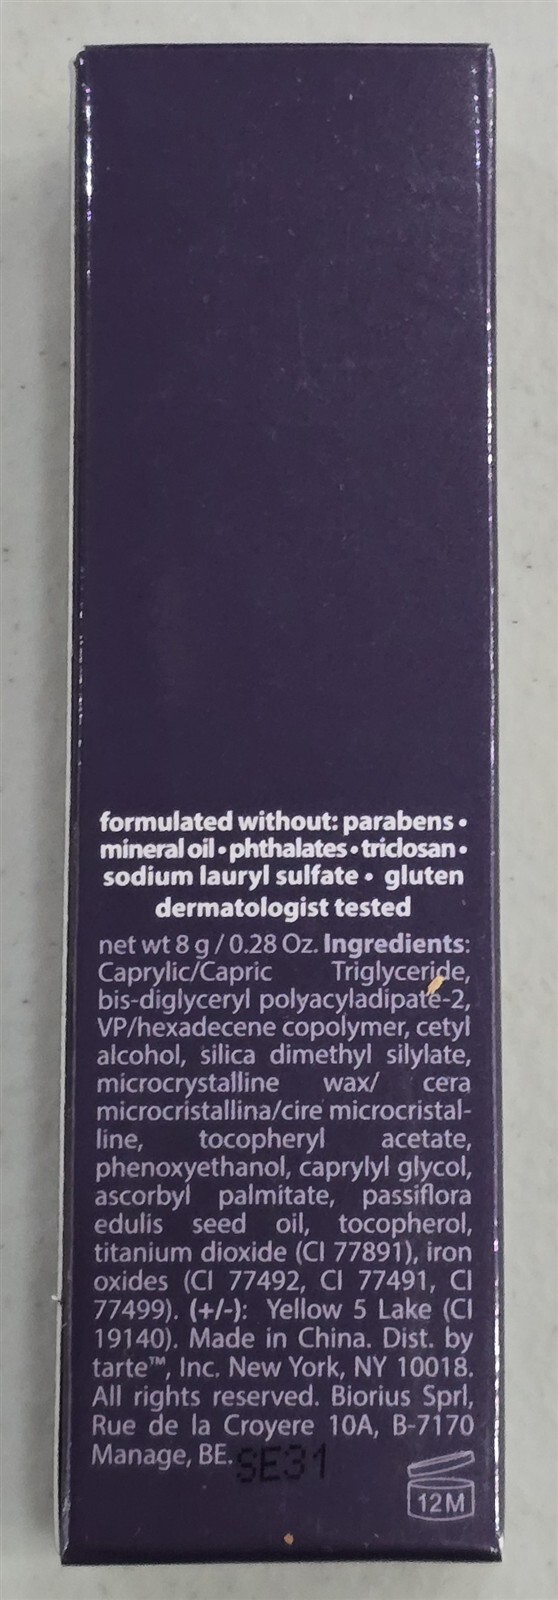 formulated without: parabens •
mineral oil • phthalates • triclosan •
sodium lauryl sulfate • gluten
dermatologist tested
net wt 8 g / 0.28 Oz. Ingredients:
Caprylic/Capric Triglyceride,
bis-diglyceryl polyacyladipate-2,
VP/hexadecene copolymer, cetyl
alcohol, silica dimethyl silylate,
microcrystalline wax/ cera
microcristallina/cire microcristal-
line, tocopheryl acetate,
phenoxyethanol, caprylyl glycol,
ascorbyl palmitate, passiflora
edulis seed oil, tocopherol,
titanium dioxide (CI 77891), iron
oxides (CI 77492, CI 77491, CI
77499). (+/-): Yellow 5 Lake (CI
19140). Made in China. Dist. by
tarte™, Inc. New York, NY 10018.
All rights reserved. Biorius Sprl,
Rue de la Croyere 10A, B-7170
Manage, BE.
SE31
12M